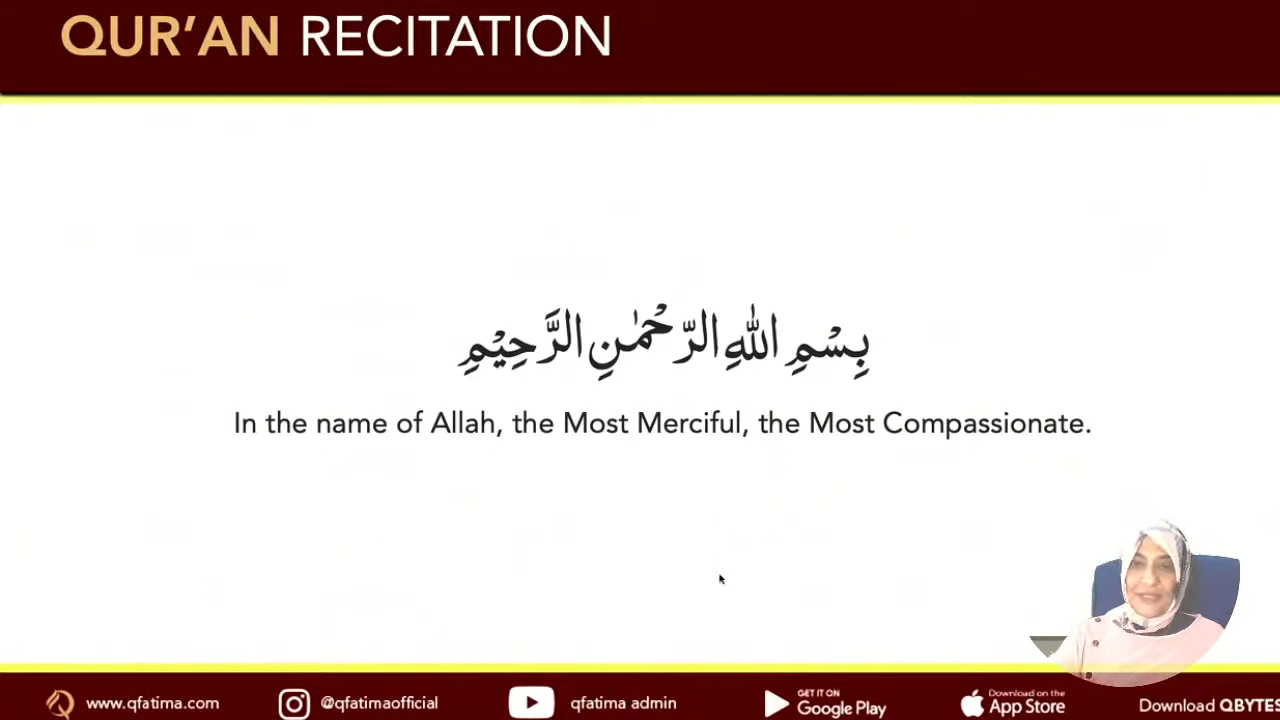 QUR’AN RECITATION
بِسْمِ اللهِ الرّحْمٰنِ الرَّحِيْمِ
In the name of Allah, the Most Merciful, the Most Compassionate.
www.qfatima.com @qfatimaofficial qfatima admin GET IT ON Google Play Download on the App Store Download QBYTES